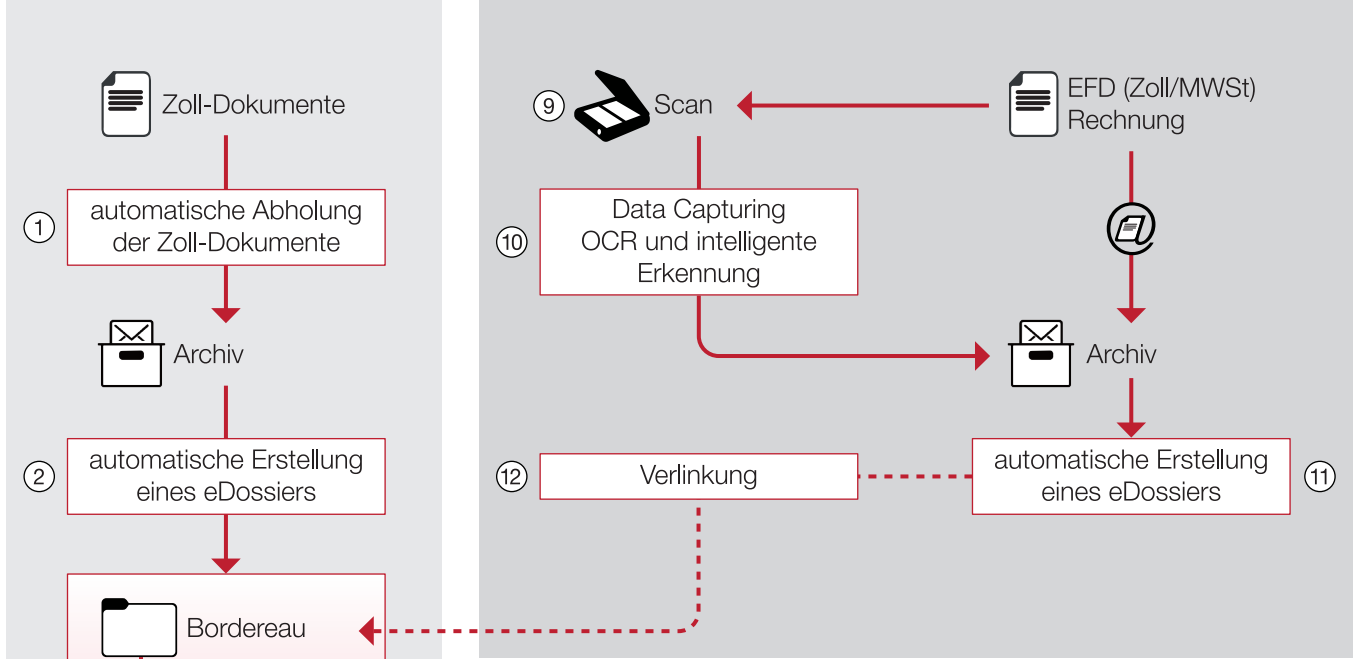 Zoll-Dokumente
1
automatische Abholung
der Zoll-Dokumente
Archiv
2
automatische Erstellung
eines eDossiers
Bordereau
9
Scan
EFD (Zoll/MWSt)
Rechnung
10
Data Capturing
OCR und intelligente
Erkennung
Archiv
12
Verlinkung
automatische Erstellung
eines eDossiers
11